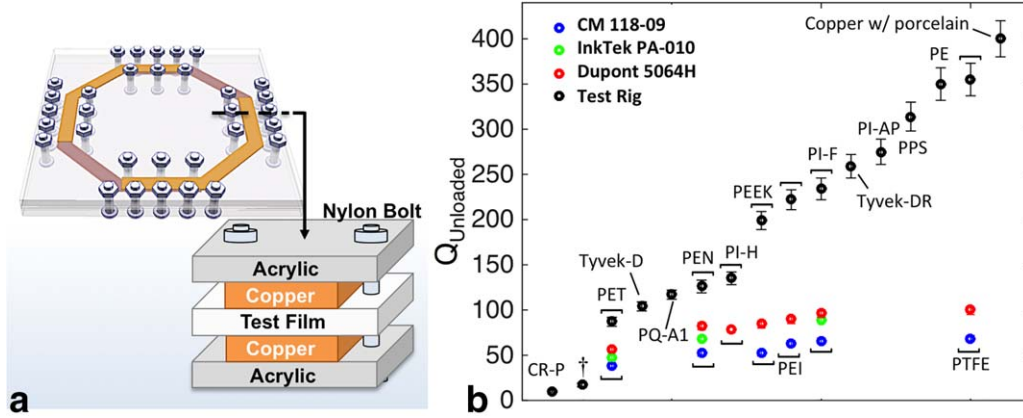 Nylon Bolt
Acrylic
Copper
Test Film
Copper
Acrylic
a
Q Unloaded
400
350
300
250
200
150
100
50
0
CM 118-09
InkTek PA-010
Dupont 5064H
Test Rig
Copper w/ porcelain
PE
PI-AP
PPS
PI-F
Tyvek-DR
PEEK
Tyvek-D
PEN
PI-H
PET
PQ-A1
CR-P
†
PEI
PTFE
b